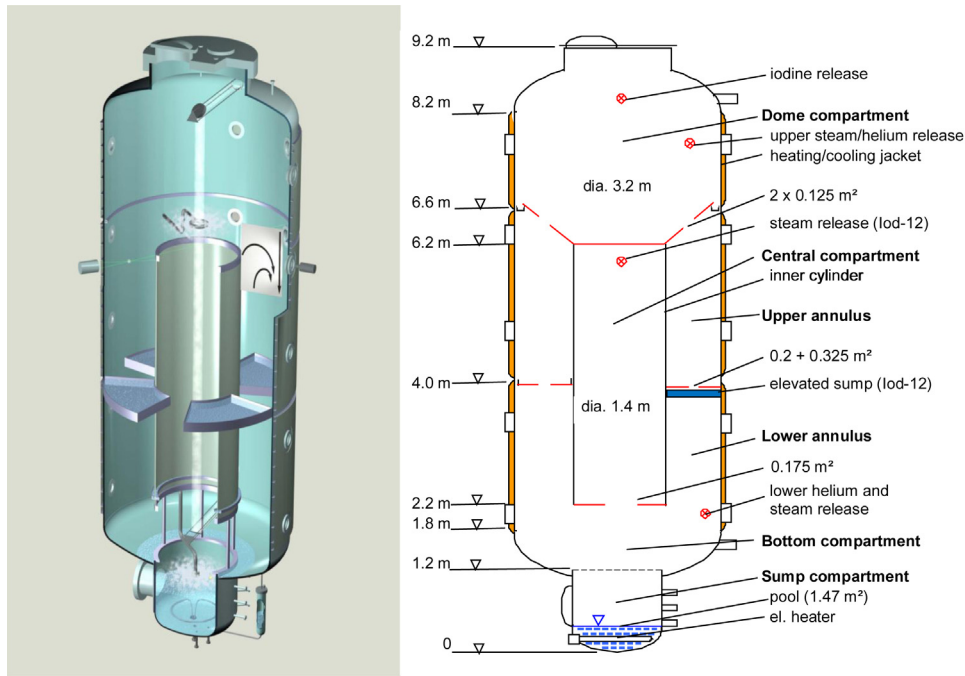 9.2 m
iodine release
8.2 m
Dome compartment
upper steam/helium release
heating/cooling jacket
dia. 3.2 m
2 x 0.125 m²
6.6 m
steam release (Iod-12)
6.2 m
Central compartment
inner cylinder
Upper annulus
0.2 + 0.325 m²
4.0 m
elevated sump (Iod-12)
dia. 1.4 m
Lower annulus
0.175 m²
2.2 m
lower helium and
steam release
1.8 m
Bottom compartment
1.2 m
Sump compartment
pool (1.47 m²)
el. heater
0